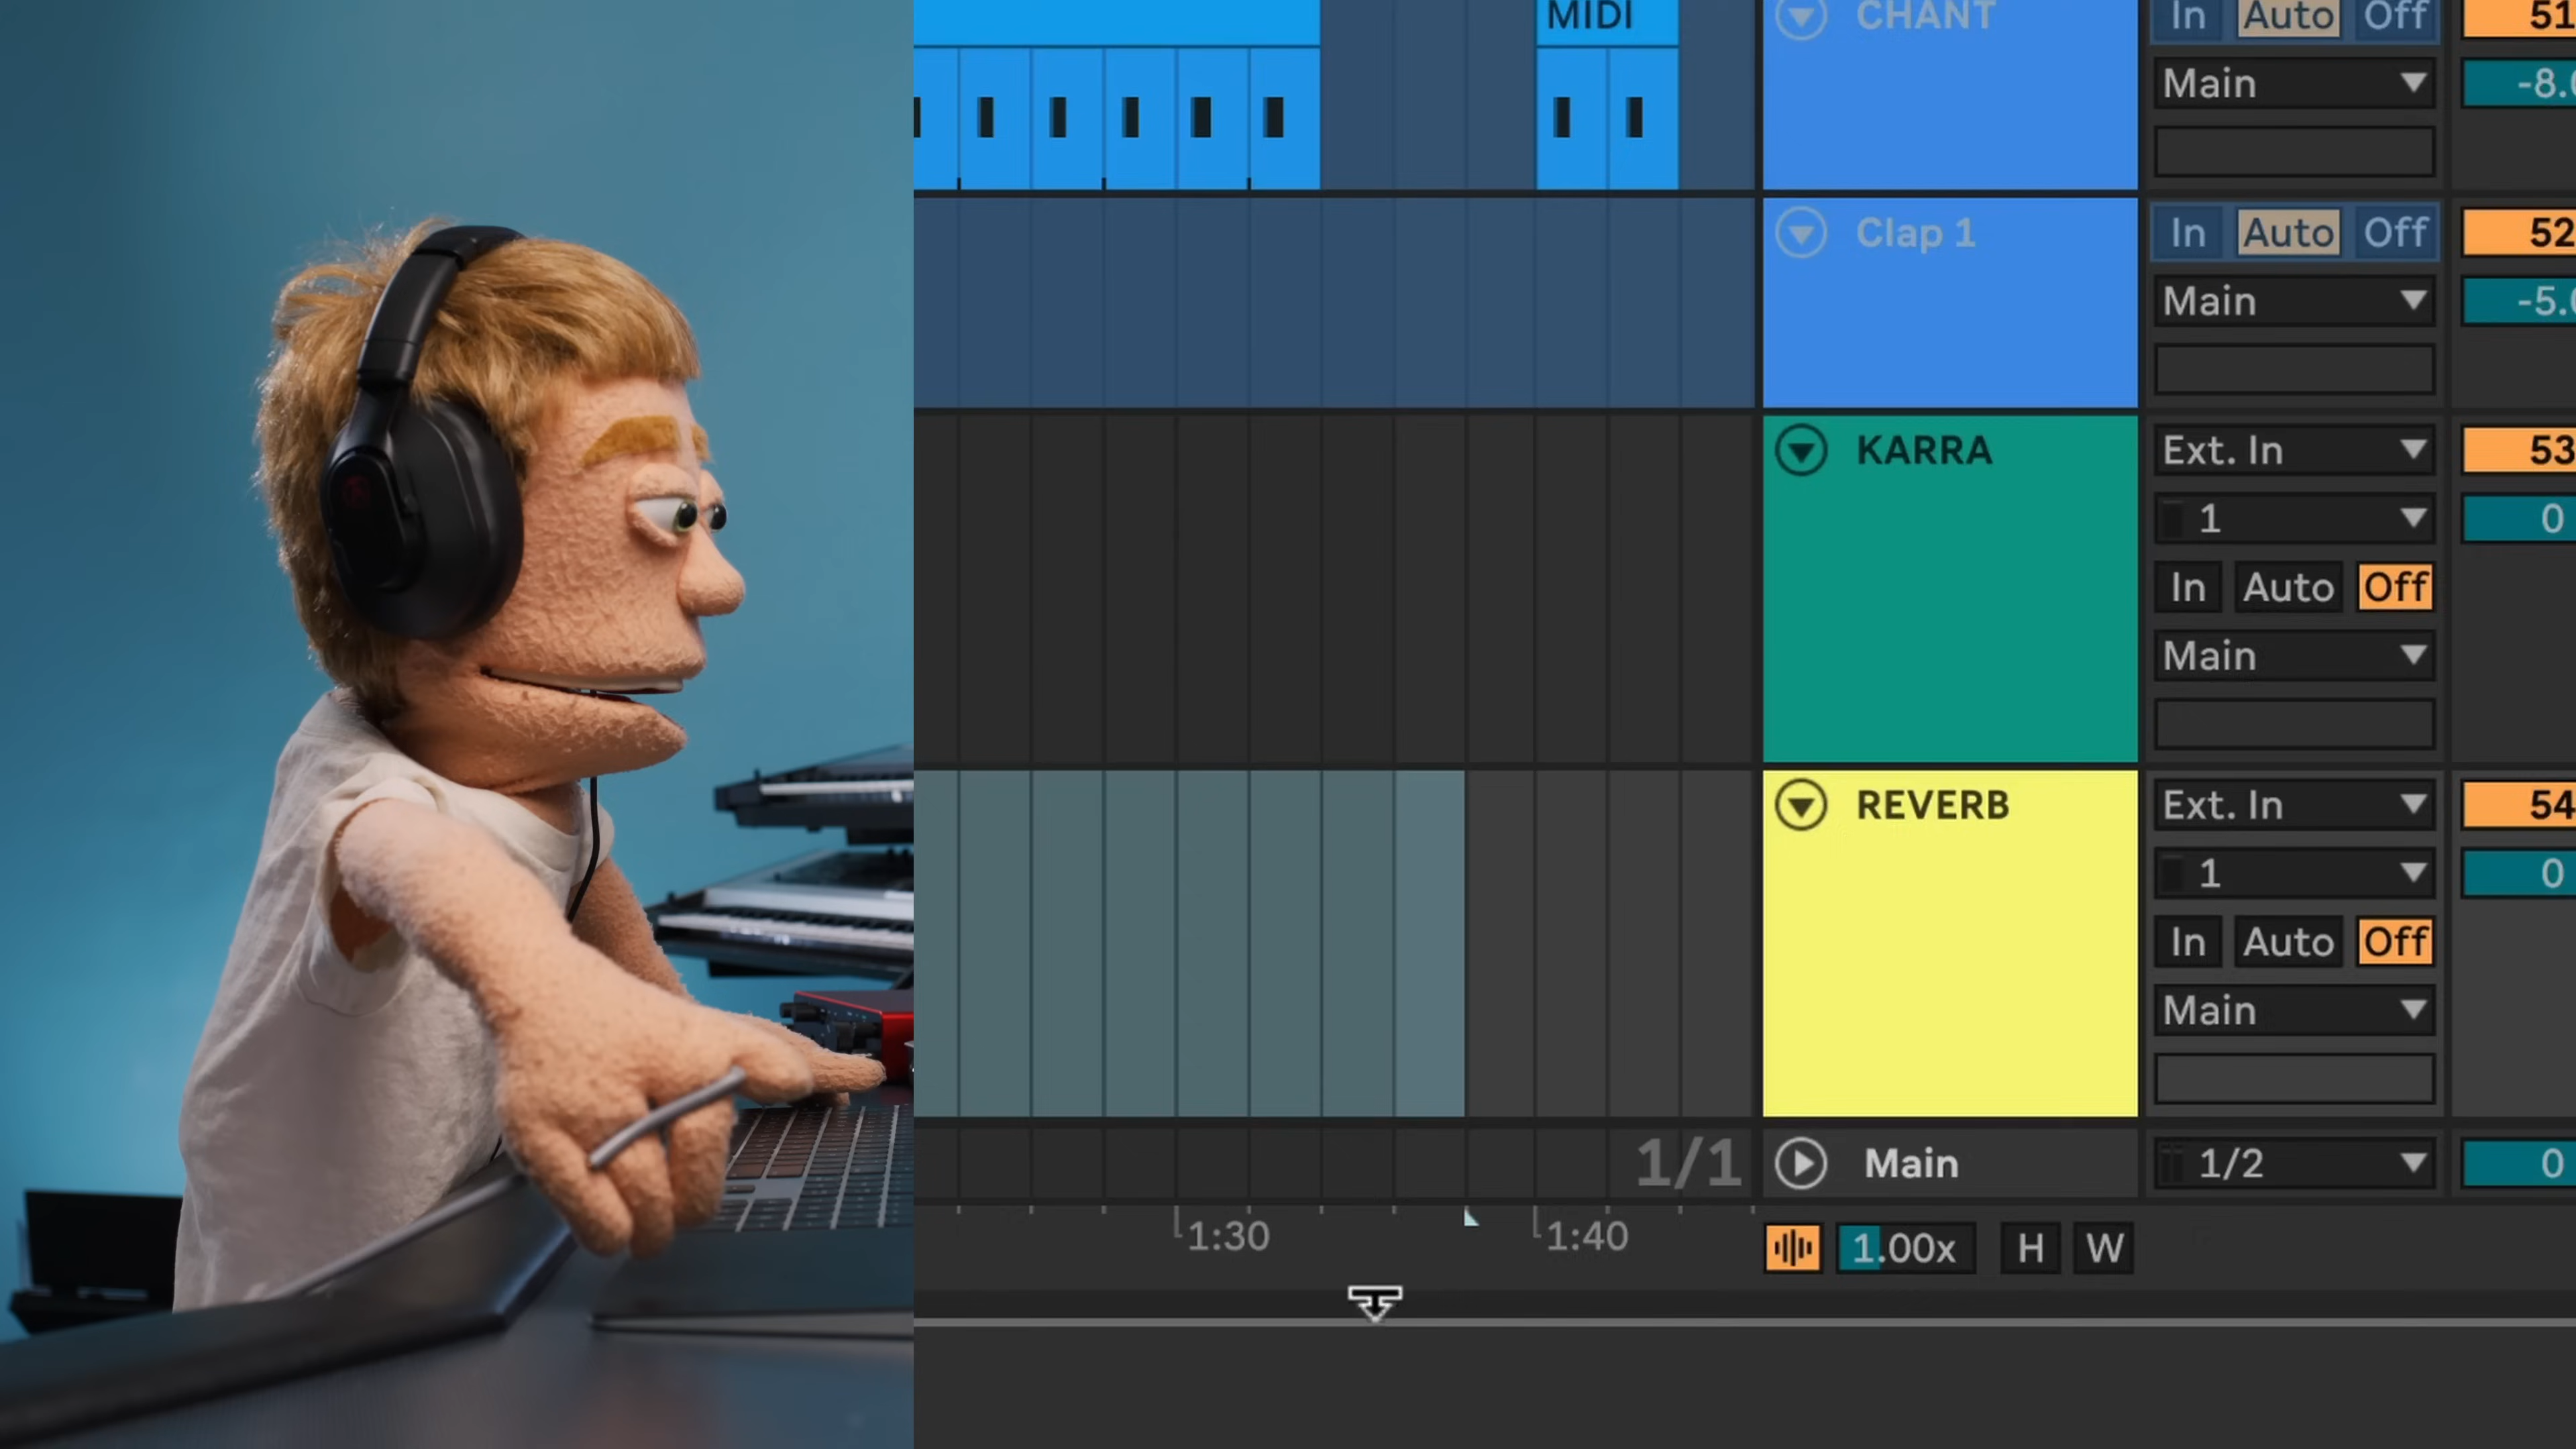 MIDI
CHANT
In Auto Off
51
Main
-8.0
Clap 1
In Auto Off
52
Main
-5.0
KARRA
Ext. In
53
1
0
In Auto Off
Main
REVERB
Ext. In
54
1
0
In Auto Off
Main
1/1
Main
1/2
0
1:30
1:40
1.00x
H
W